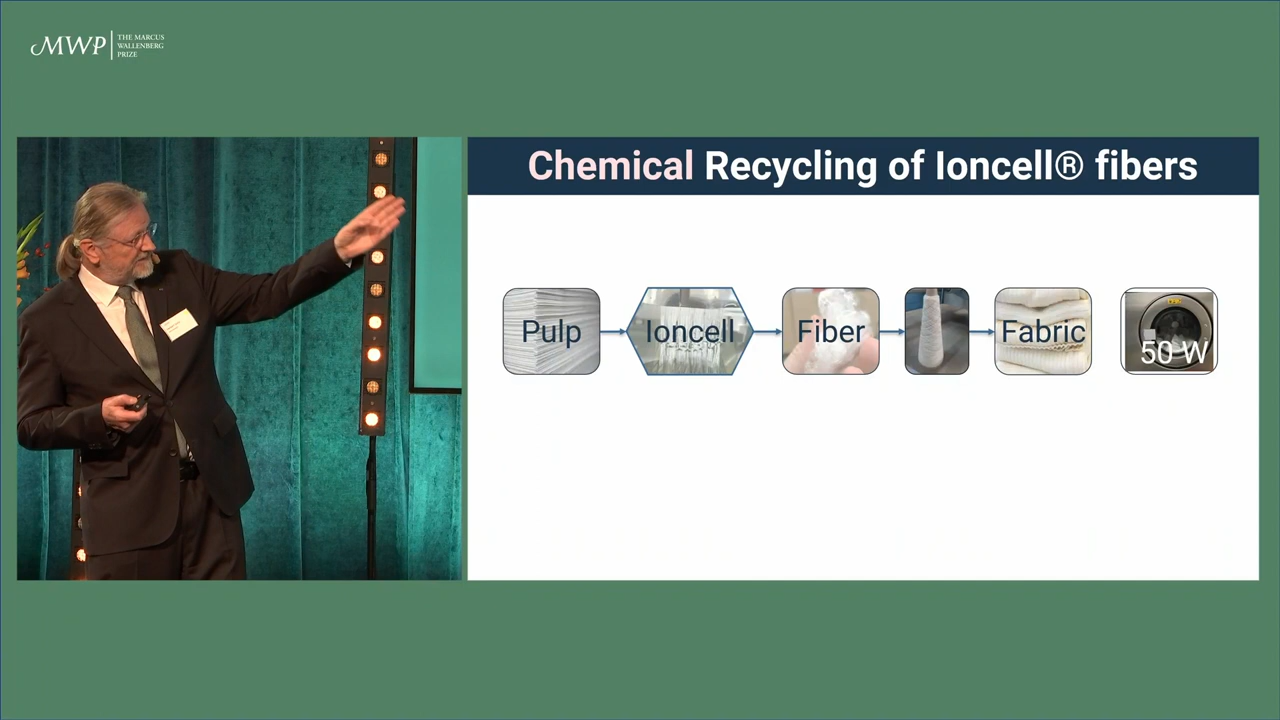 MWP
THE MARCUS
WALLENBERG
PRIZE
Chemical Recycling of Ioncell® fibers
Pulp
Ioncell
Fiber
Fabric
50 W